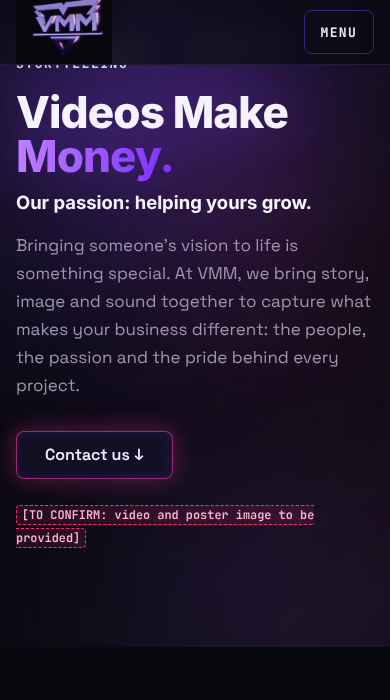 VMM
MENU
STORYTELLING
Videos Make
Money.
Our passion: helping yours grow.
Bringing someone's vision to life is
something special. At VMM, we bring story,
image and sound together to capture what
makes your business different: the people,
the passion and the pride behind every
project.
Contact us ↓
[TO CONFIRM: video and poster image to be
provided]